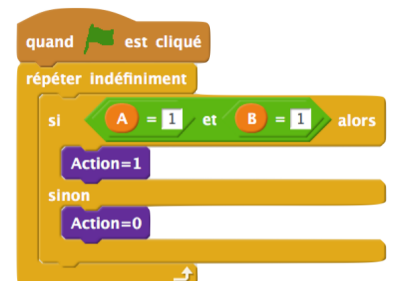 quand est cliqué
répéter indéfiniment
si A = 1 et B = 1 alors
Action=1
sinon
Action=0